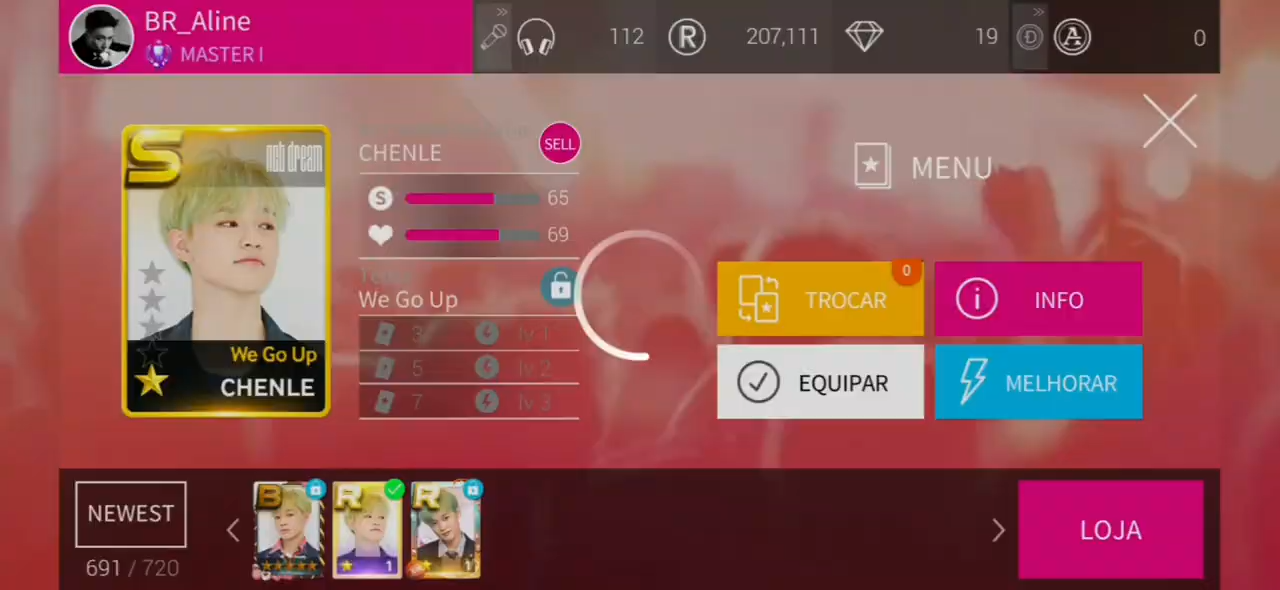 BR_Aline
MASTER I
112
207,111
19
0
S
nct dream
We Go Up
CHENLE
CHENLE
SELL
S
65
69
We Go Up
3
lv 1
5
lv 2
7
lv 3
MENU
TROCAR
0
INFO
EQUIPAR
MELHORAR
NEWEST
691 / 720
B
R
1
R
1
LOJA